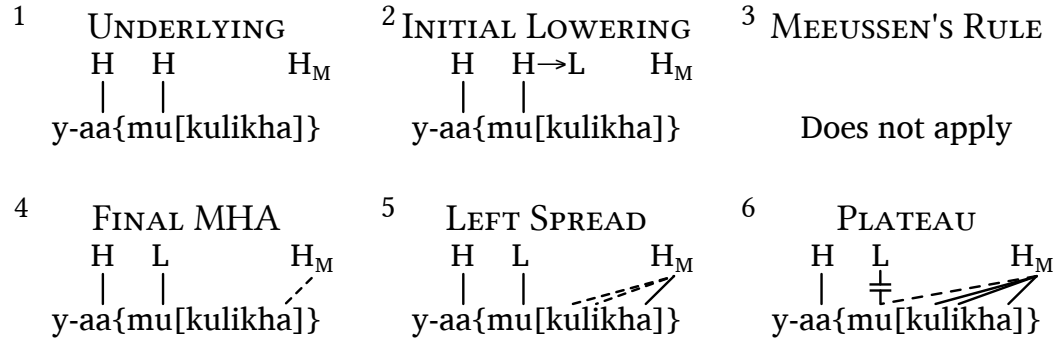 1 UNDERLYING
H H H_M
y-aa{mu[kulikha]}
2 INITIAL LOWERING
H H→L H_M
y-aa{mu[kulikha]}
3 MEEUSSEN'S RULE
Does not apply
4 FINAL MHA
H L H_M
y-aa{mu[kulikha]}
5 LEFT SPREAD
H L H_M
y-aa{mu[kulikha]}
6 PLATEAU
H L H_M
y-aa{mu[kulikha]}